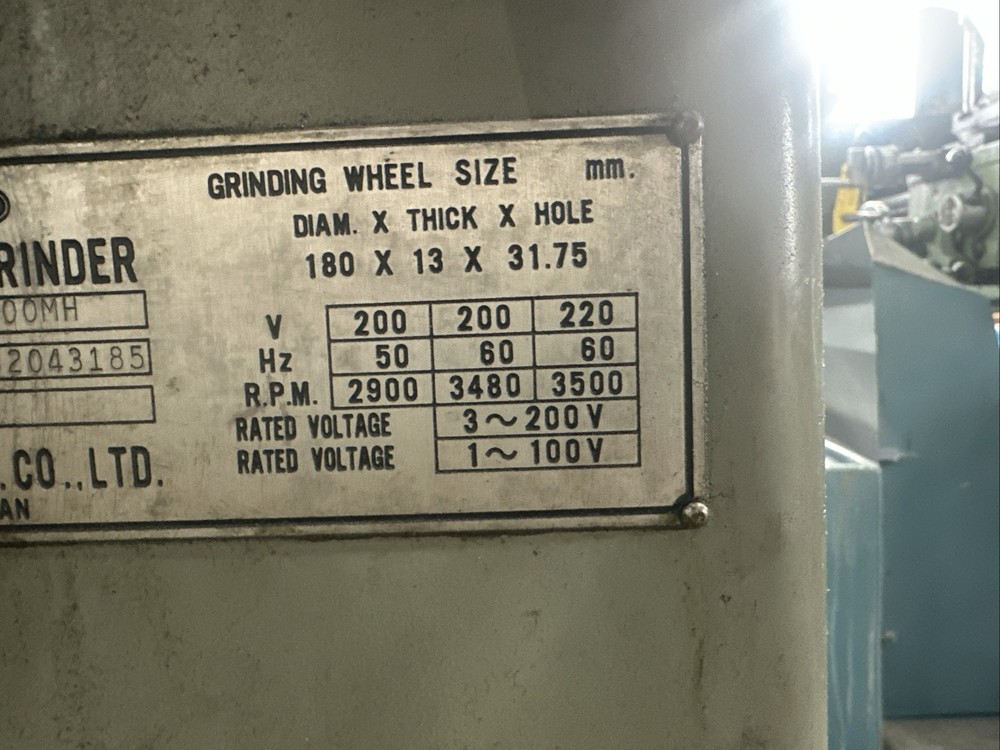 GRINDING WHEEL SIZE mm.
DIAM. X THICK X HOLE
180 X 13 X 31.75
V 200 200 220
Hz 50 60 60
R.P.M. 2900 3480 3500
RATED VOLTAGE 3~200V
RATED VOLTAGE 1~100V
RINDER
00MH
2043185
.CO.,LTD.
AN